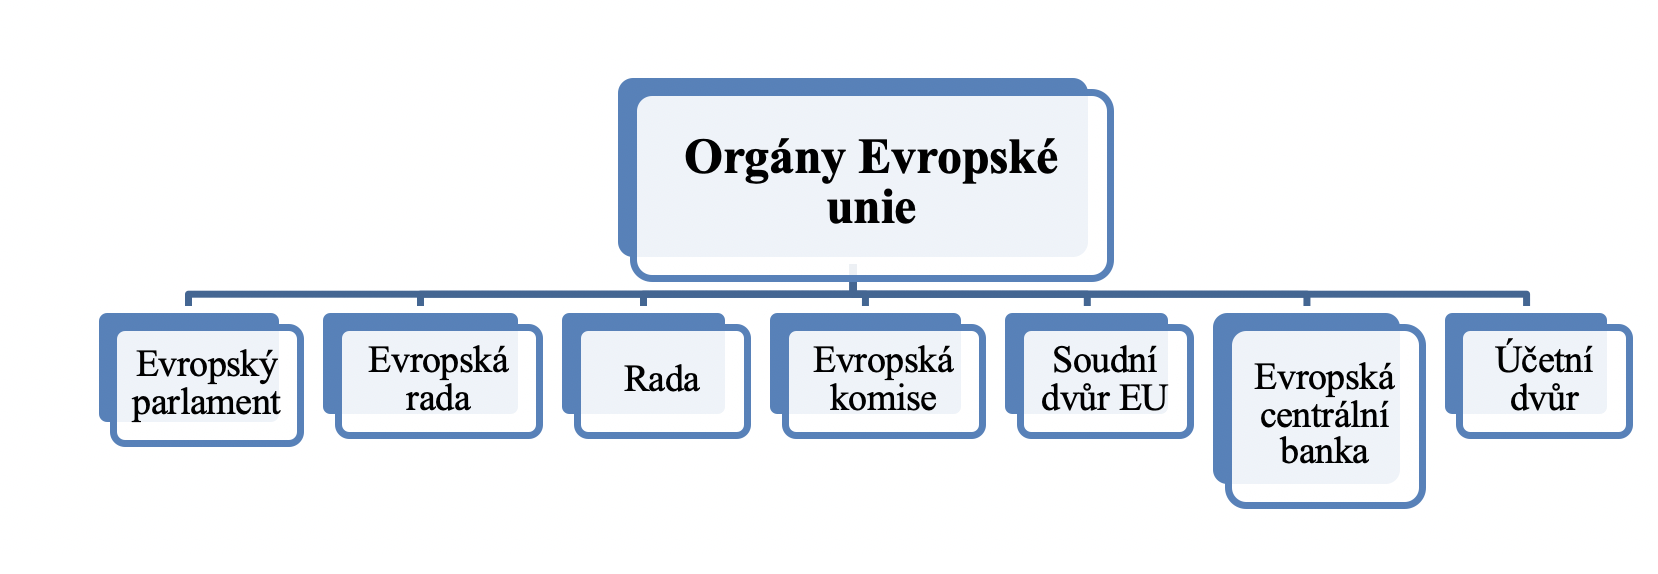 Orgány Evropské
unie
Evropský
parlament
Evropská
rada
Rada
Evropská
komise
Soudní
dvůr EU
Evropská
centrální
banka
Účetní
dvůr